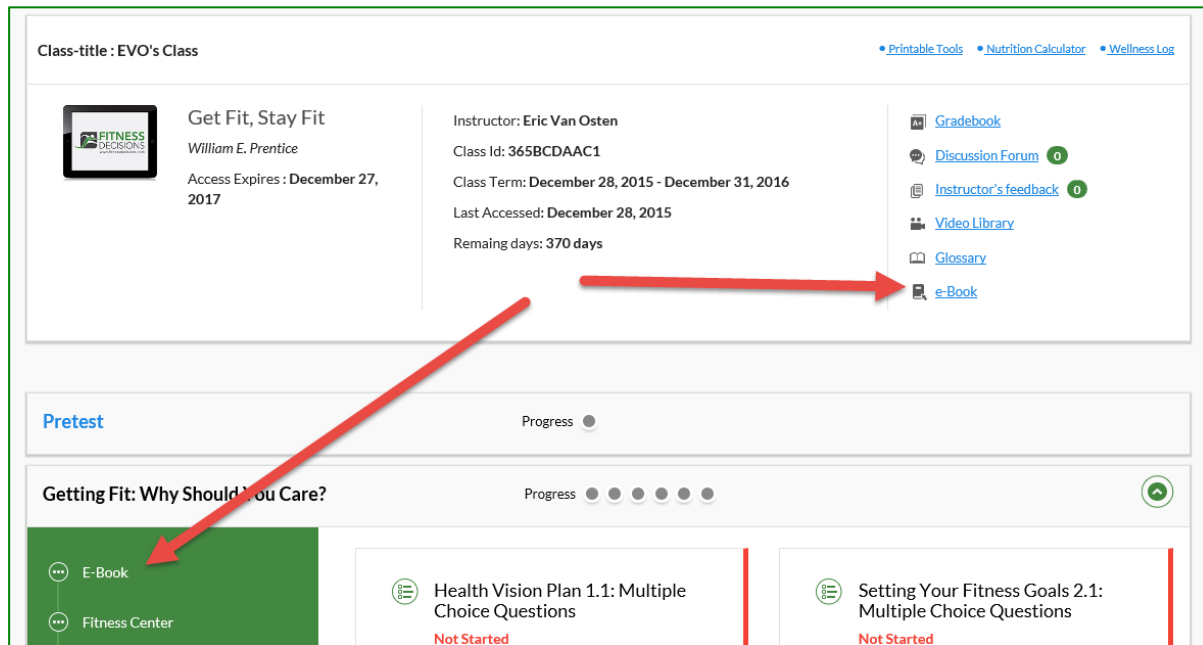 Class-title : EVO's Class
• Printable Tools • Nutrition Calculator • Wellness Log
FITNESS
DECISIONS
Get Fit, Stay Fit
William E. Prentice
Access Expires : December 27,
2017
Instructor: Eric Van Osten
Class Id: 365BCDAAC1
Class Term: December 28, 2015 - December 31, 2016
Last Accessed: December 28, 2015
Remaing days: 370 days
A+ Gradebook
Discussion Forum 0
Instructor's feedback 0
Video Library
Glossary
e-Book
Pretest
Progress
Getting Fit: Why Should You Care?
Progress
E-Book
Fitness Center
Health Vision Plan 1.1: Multiple
Choice Questions
Not Started
Setting Your Fitness Goals 2.1:
Multiple Choice Questions
Not Started